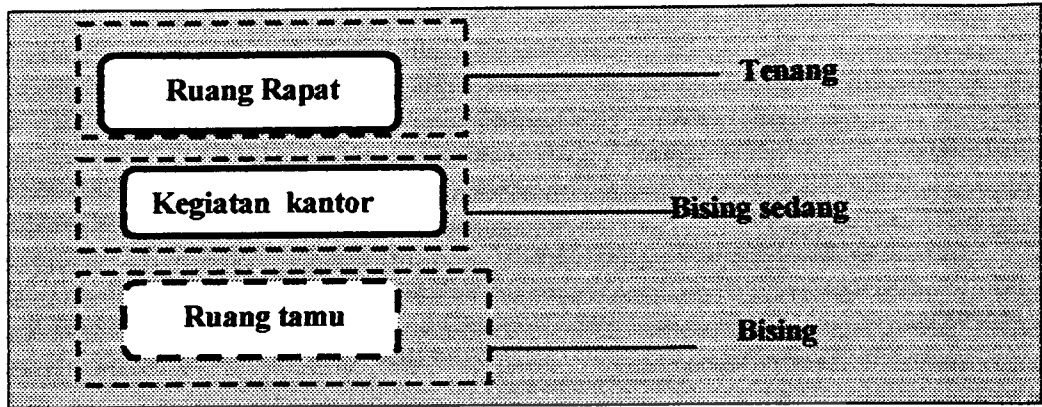 Ruang Rapat
Tenang
Kegiatan kantor
Bising sedang
Ruang tamu
Bising